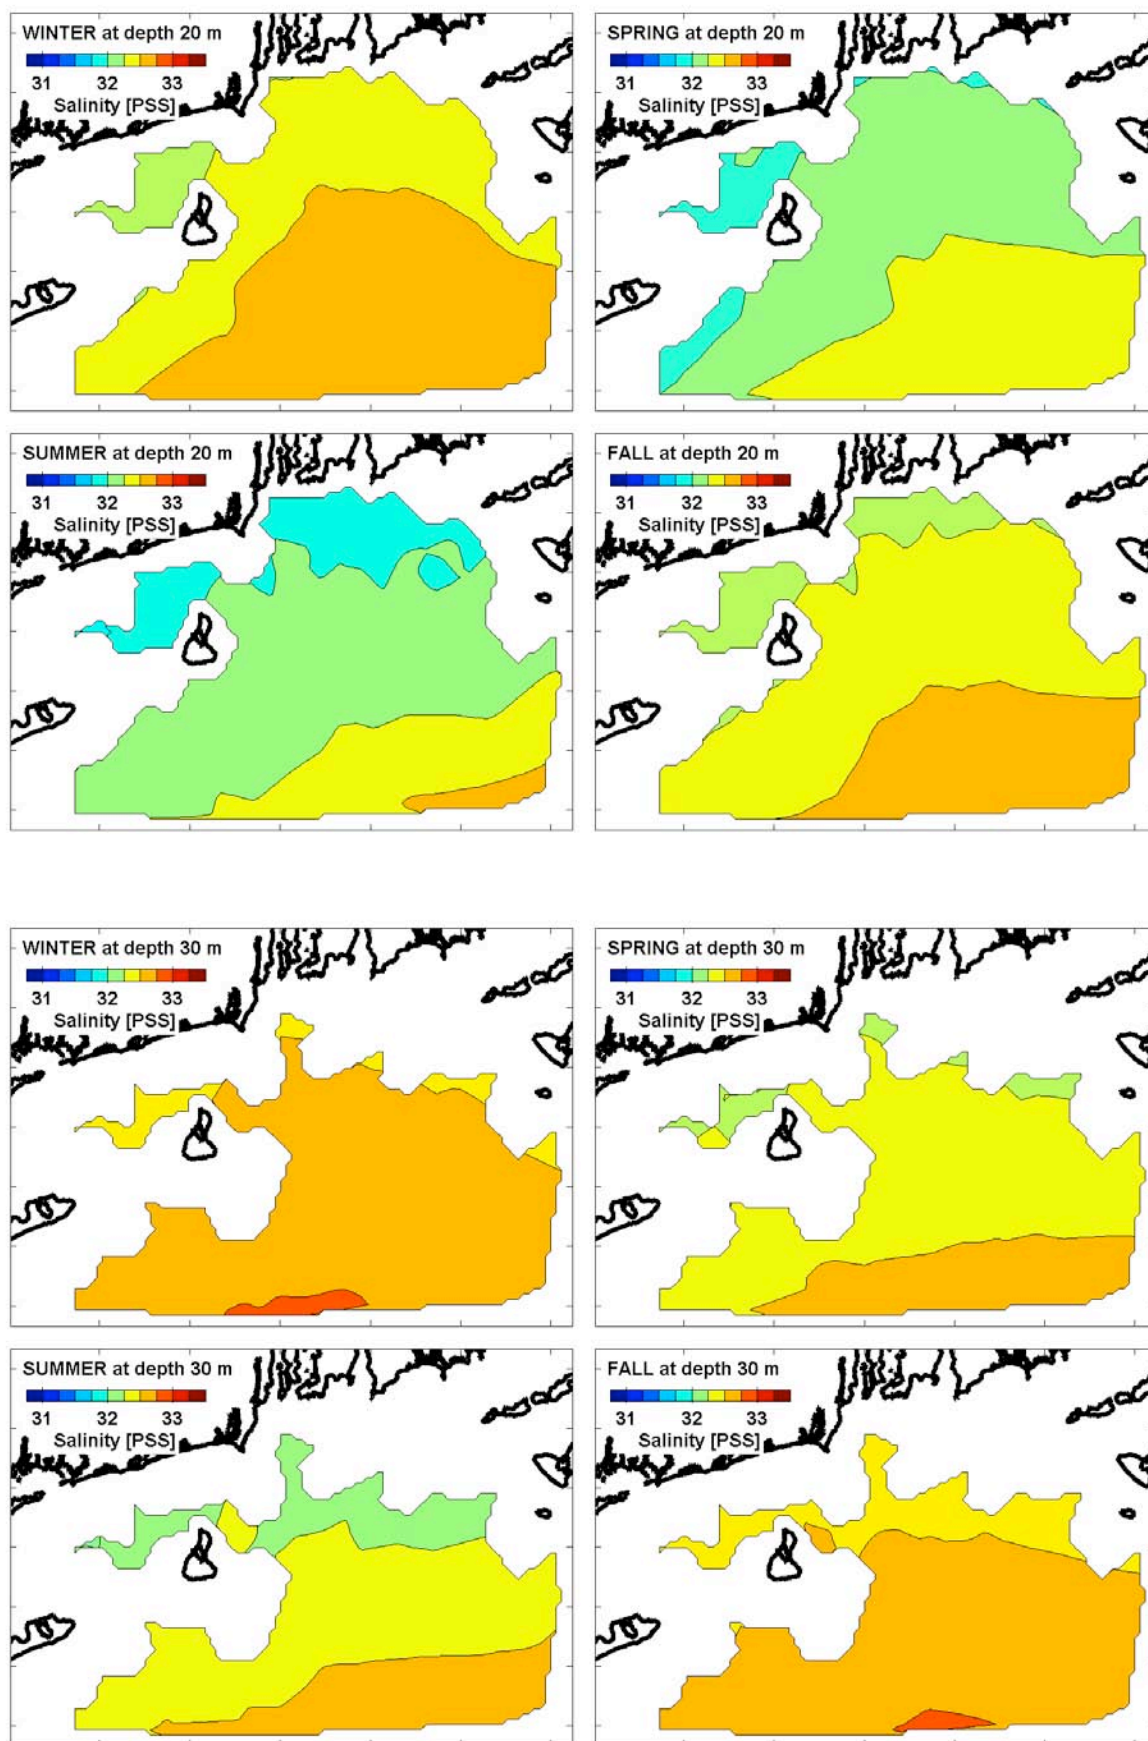 WINTER at depth 20 m
31 32 33
Salinity [PSS]
SPRING at depth 20 m
31 32 33
Salinity [PSS]
SUMMER at depth 20 m
31 32 33
Salinity [PSS]
FALL at depth 20 m
31 32 33
Salinity [PSS]
WINTER at depth 30 m
31 32 33
Salinity [PSS]
SPRING at depth 30 m
31 32 33
Salinity [PSS]
SUMMER at depth 30 m
31 32 33
Salinity [PSS]
FALL at depth 30 m
31 32 33
Salinity [PSS]